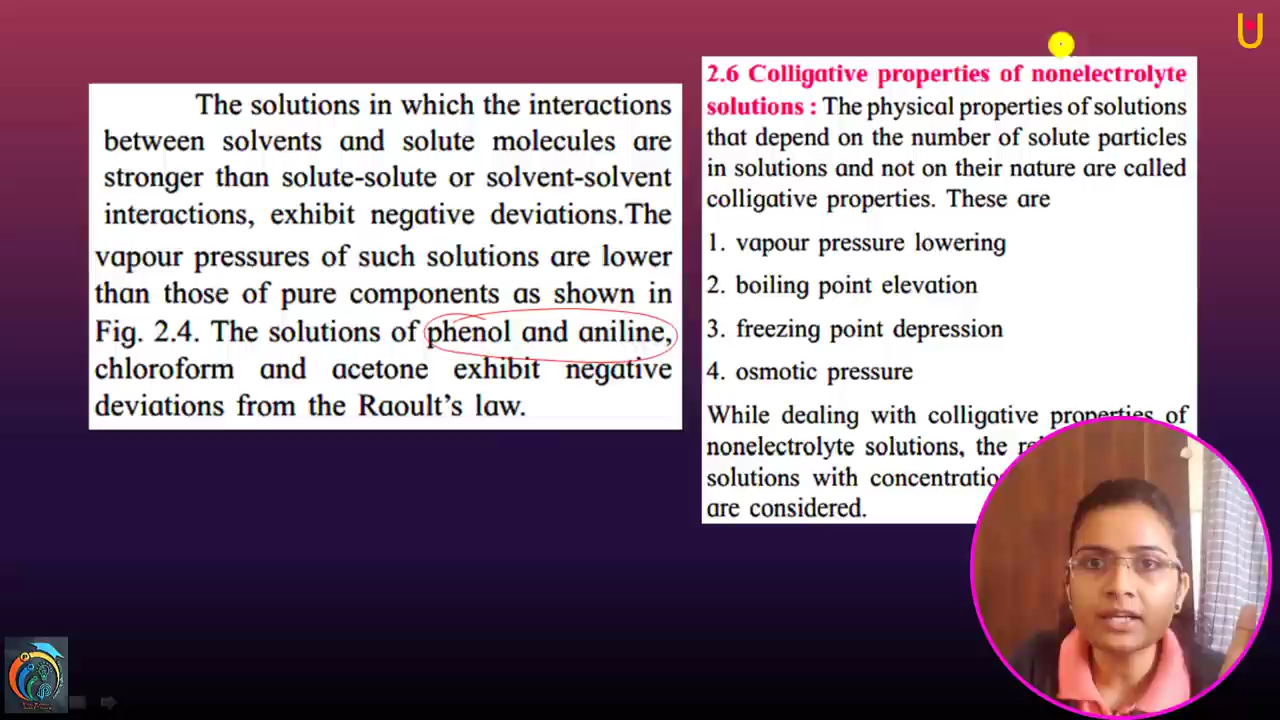 The solutions in which the interactions
between solvents and solute molecules are
stronger than solute-solute or solvent-solvent
interactions, exhibit negative deviations.The
vapour pressures of such solutions are lower
than those of pure components as shown in
Fig. 2.4. The solutions of phenol and aniline,
chloroform and acetone exhibit negative
deviations from the Raoult's law.
2.6 Colligative properties of nonelectrolyte
solutions : The physical properties of solutions
that depend on the number of solute particles
in solutions and not on their nature are called
colligative properties. These are
1. vapour pressure lowering
2. boiling point elevation
3. freezing point depression
4. osmotic pressure
While dealing with colligative properties of
nonelectrolyte solutions, the
solutions with
are considered.
U